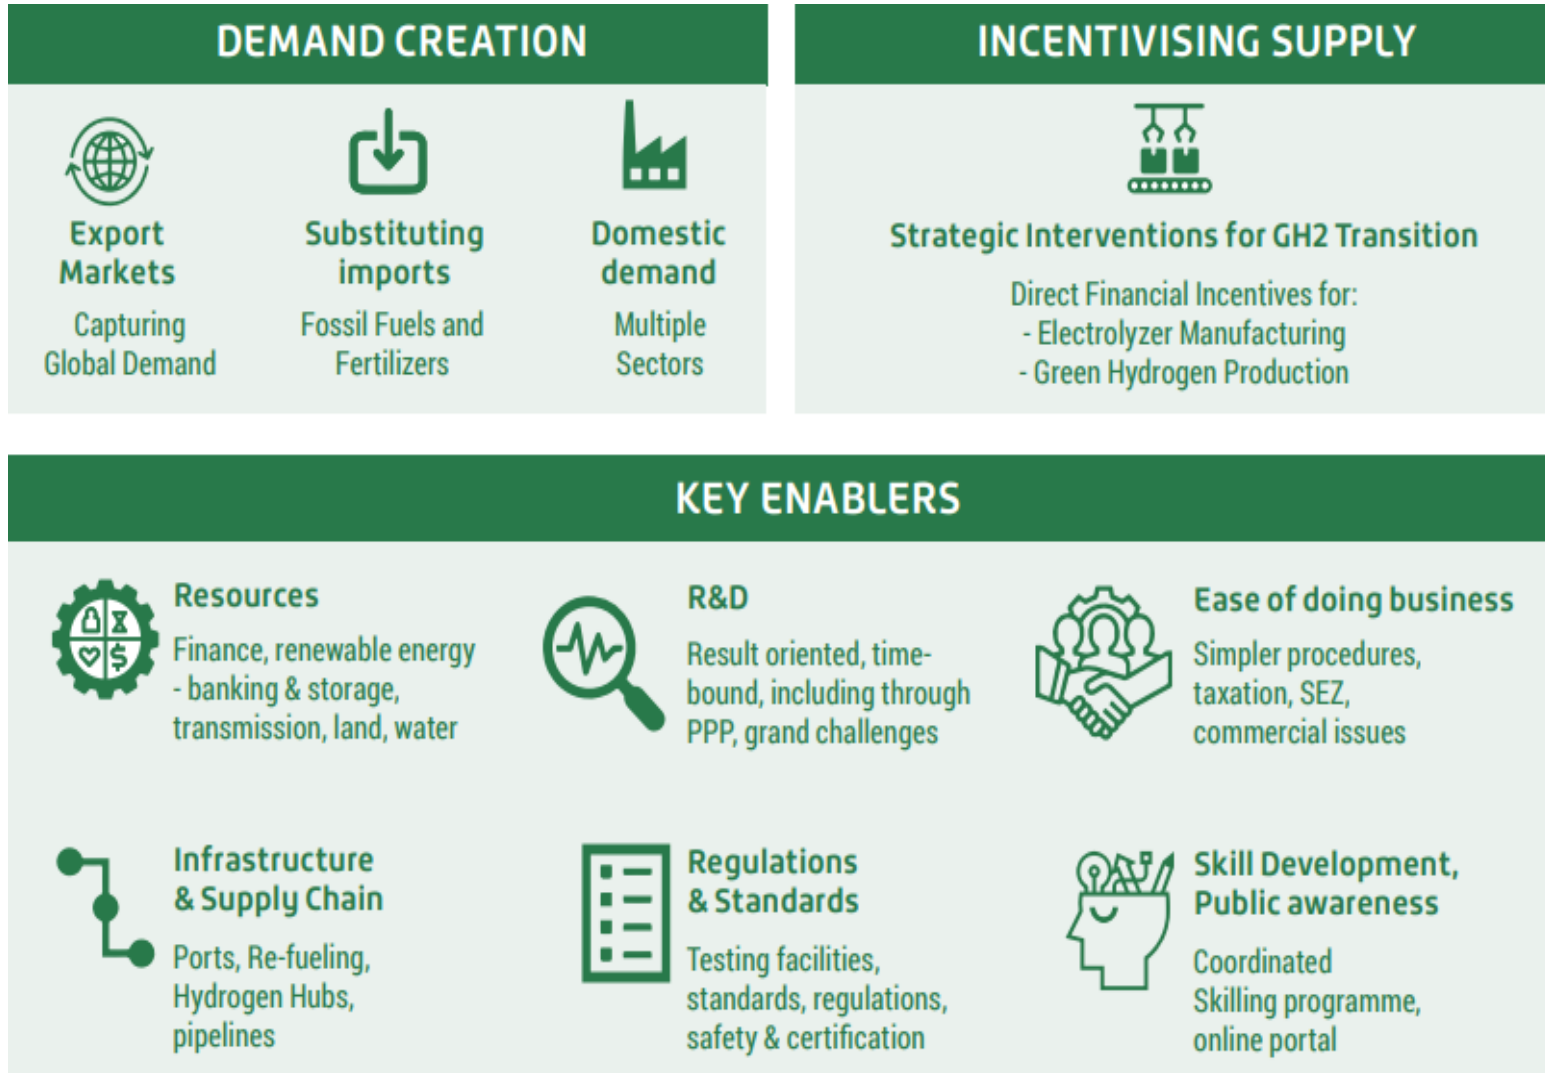 DEMAND CREATION
Export
Markets
Capturing
Global Demand
Substituting
imports
Fossil Fuels and
Fertilizers
Domestic
demand
Multiple
Sectors
INCENTIVISING SUPPLY
Strategic Interventions for GH2 Transition
Direct Financial Incentives for:
- Electrolyzer Manufacturing
- Green Hydrogen Production
KEY ENABLERS
Resources
Finance, renewable energy
- banking & storage,
transmission, land, water
R&D
Result oriented, time-
bound, including through
PPP, grand challenges
Ease of doing business
Simpler procedures,
taxation, SEZ,
commercial issues
Infrastructure
& Supply Chain
Ports, Re-fueling,
Hydrogen Hubs,
pipelines
Regulations
& Standards
Testing facilities,
standards, regulations,
safety & certification
Skill Development,
Public awareness
Coordinated
Skilling programme,
online portal